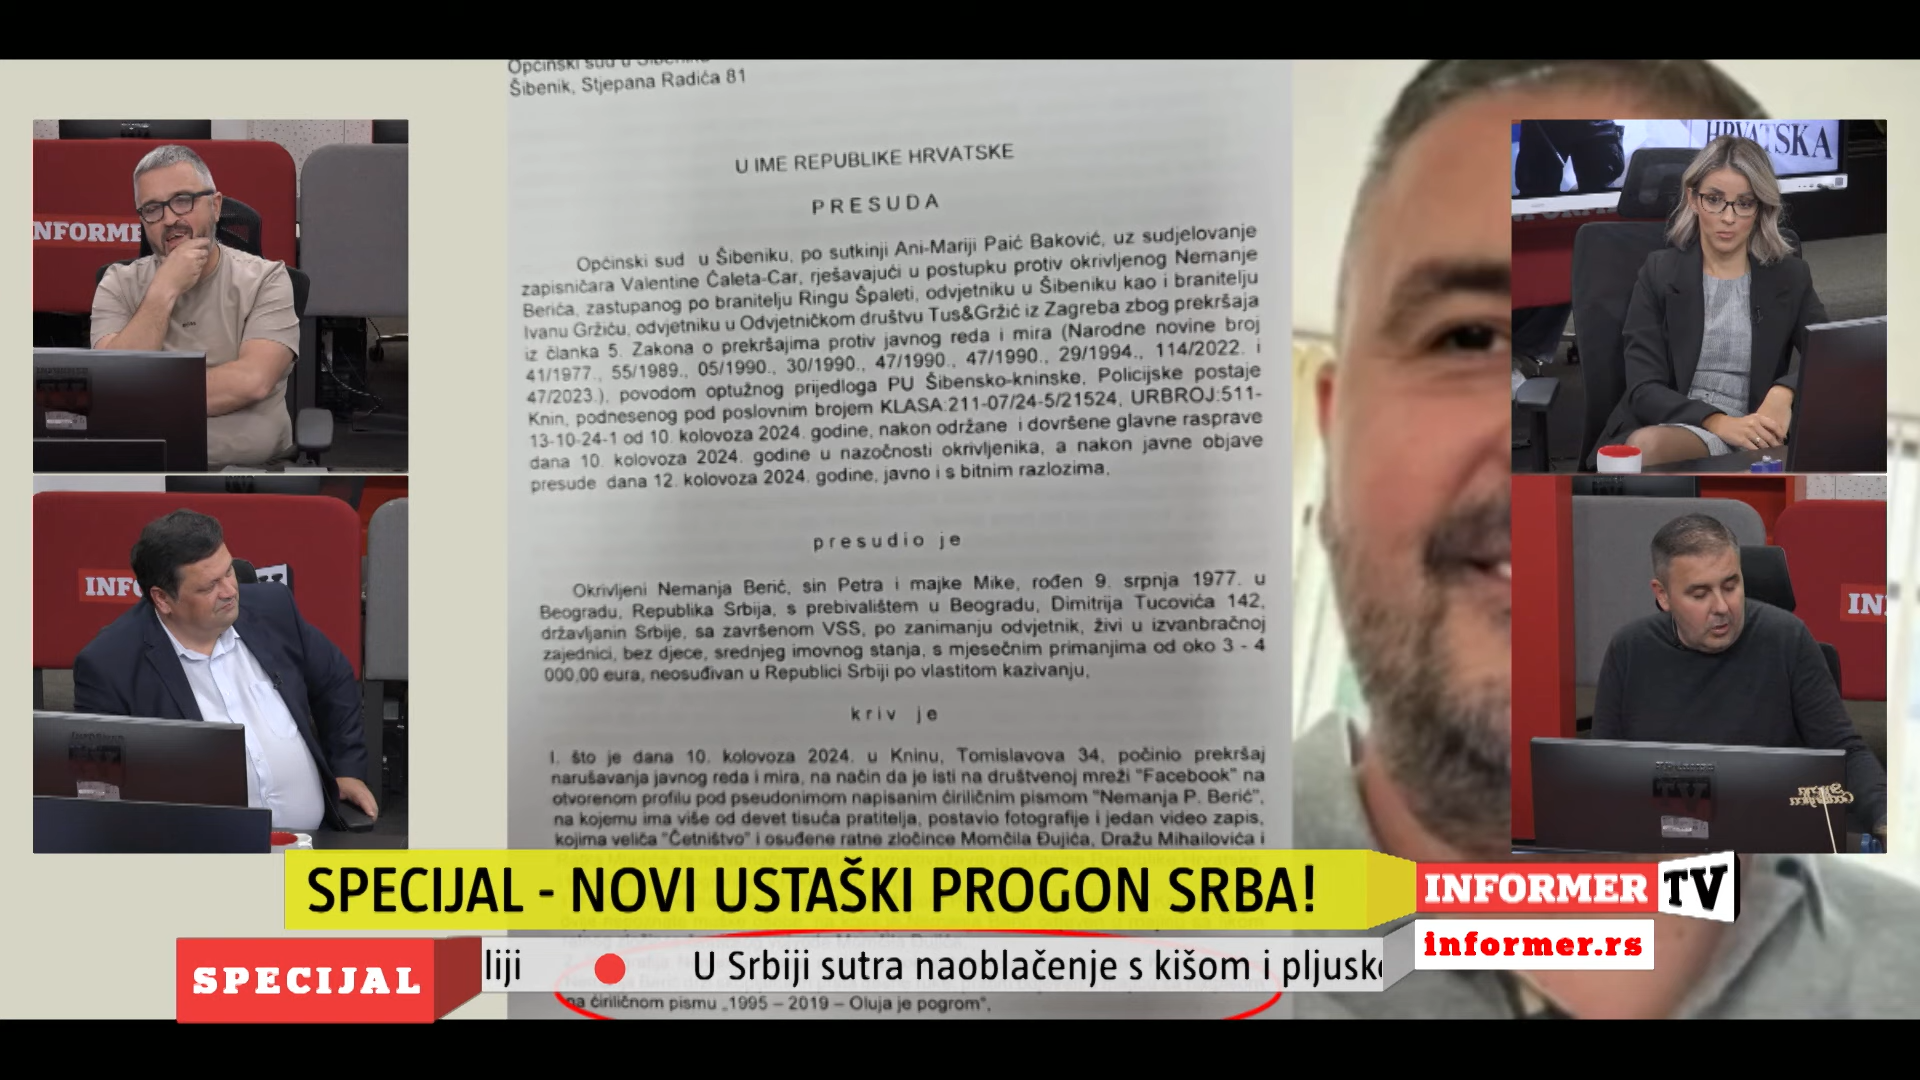 Općinski sud u Šibeniku
Šibenik, Stjepana Radića 81
U IME REPUBLIKE HRVATSKE
PRESUDA
Općinski sud u Šibeniku, po sutkinji Ani-Mariji Paić Baković, uz sudjelovanje
zapisničara Valentine Ćaleta-Car, rješavajući u postupku protiv okrivljenog Nemanje
Berića, zastupanog po branitelju Ringu Špaleti, odvjetniku u Šibeniku kao i branitelju
Ivanu Gržiću, odvjetniku u Odvjetničkom društvu Tus&Gržić iz Zagreba zbog prekršaja
iz članka 5. Zakona o prekršajima protiv javnog reda i mira (Narodne novine broj
41/1977., 55/1989., 05/1990., 30/1990., 47/1990., 47/1990., 29/1994., 114/2022. i
47/2023.), povodom optužnog prijedloga PU Šibensko-kninske, Policijske postaje
Knin, podnesenog pod poslovnim brojem KLASA:211-07/24-5/21524, URBROJ:511-
13-10-24-1 od 10. kolovoza 2024. godine, nakon održane i dovršene glavne rasprave
dana 10. kolovoza 2024. godine u nazočnosti okrivljenika, a nakon javne objave
presude dana 12. kolovoza 2024. godine, javno i s bitnim razlozima,
presudio je
Okrivljeni Nemanja Berić, sin Petra i majke Mike, rođen 9. srpnja 1977. u
Beogradu, Republika Srbija, s prebivalištem u Beogradu, Dimitrija Tucovića 142,
državljanin Srbije, sa završenom VSS, po zanimanju odvjetnik, živi u izvanbračnoj
zajednici, bez djece, srednjeg imovnog stanja, s mjesečnim primanjima od oko 3 - 4
000,00 eura, neosuđivan u Republici Srbiji po vlastitom kazivanju,
kriv je
I. što je dana 10. kolovoza 2024. u Kninu, Tomislavova 34, počinio prekršaj
narušavanja javnog reda i mira, na način da je isti na društvenoj mreži "Facebook" na
otvorenom profilu pod pseudonimom napisanim ćiriličnim pismom "Nemanja P. Berić",
na kojemu ima više od devet tisuća pratitelja, postavio fotografije i jedan video zapis,
kojima veliča "Četništvo" i osuđene ratne zločince Momčila Đujića, Dražu Mihailovića i
na ćiriličnom pismu „1995 – 2019 – Oluja je pogrom",
INFORME
INFO
HRVATSKA
IN
SPECIJAL - NOVI USTAŠKI PROGON SRBA!
INFORMER TV
informer.rs
SPECIJAL
liji
U Srbiji sutra naoblačenje s kišom i pljusk